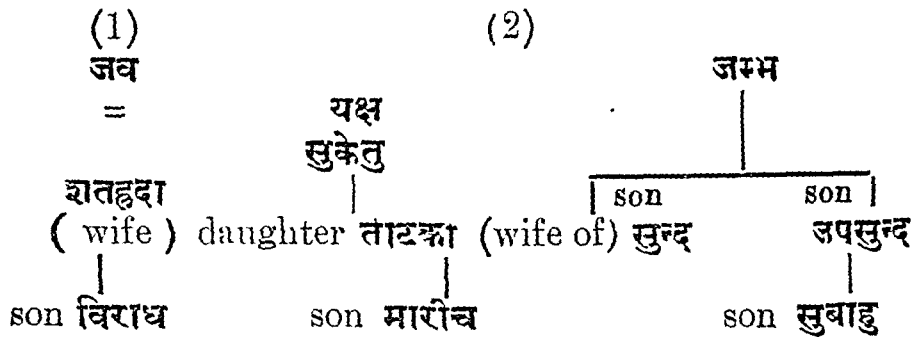 (1) (2)
जव जम्भ
= यक्ष
सुकेतु
शतह्रदा son son
( wife ) daughter ताटका (wife of) सुन्द उपसुन्द
son विराध son मारीच son सुबाहु